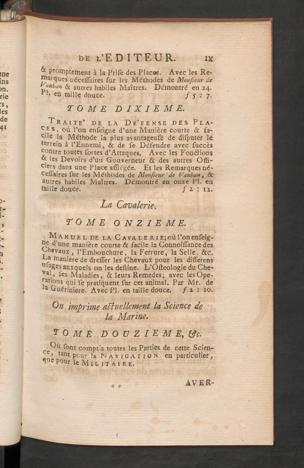 DE L'EDITEUR. IX
& promptement à la Prise des Places. Avec les Re-
marques nécessaires sur les Méthodes de Monsieur de
Vauban & autres habiles Maîtres. Démontré en 24.
Pl. en taille douce. f 5 : 7.
TOME DIXIEME.
TRAITE' DE LA DÉFENSE DES PLA-
CES, où l'on enseigne d'une Manière courte & fa-
cile la Méthode la plus avantageuse de disputer le
terrain à l'Ennemi, & de se Défendre avec succès
contre toutes sortes d'Attaques. Avec les Fonctions
& les Devoirs d'un Gouverneur & des autres Offi-
ciers dans une Place assiégée. Et les Remarques né-
cessaires sur les Méthodes de Monsieur de Vauban, &
autres habiles Maîtres. Démontré en onze Pl. en
taille douce. f 2 : 12.
La Cavalerie.
TOME ONZIEME.
MANUEL DE LA CAVALERIE; où l'on enseig-
ne d'une manière courte & facile la Connoissance des
Chevaux, l'Embouchure, la Ferrure, la Selle, &c.
La manière de dresser les Chevaux pour les différens
usages auxquels on les destine. L'Ostéologie du Che-
val, ses Maladies, & leurs Remedes; avec les Ope-
rations qui se pratiquent sur cet animal. Par Mr. de
la Guérinière. Avec Pl. en taille douce. f 2 : 10.
On imprime actuellement la Science de
la Marine.
TOME DOUZIEME, &c.
Où sont compris toutes les Parties de cette Scien-
ce, tant pour la NAVIGATION en particulier,
que pour le MILITAIRE.
AVER-